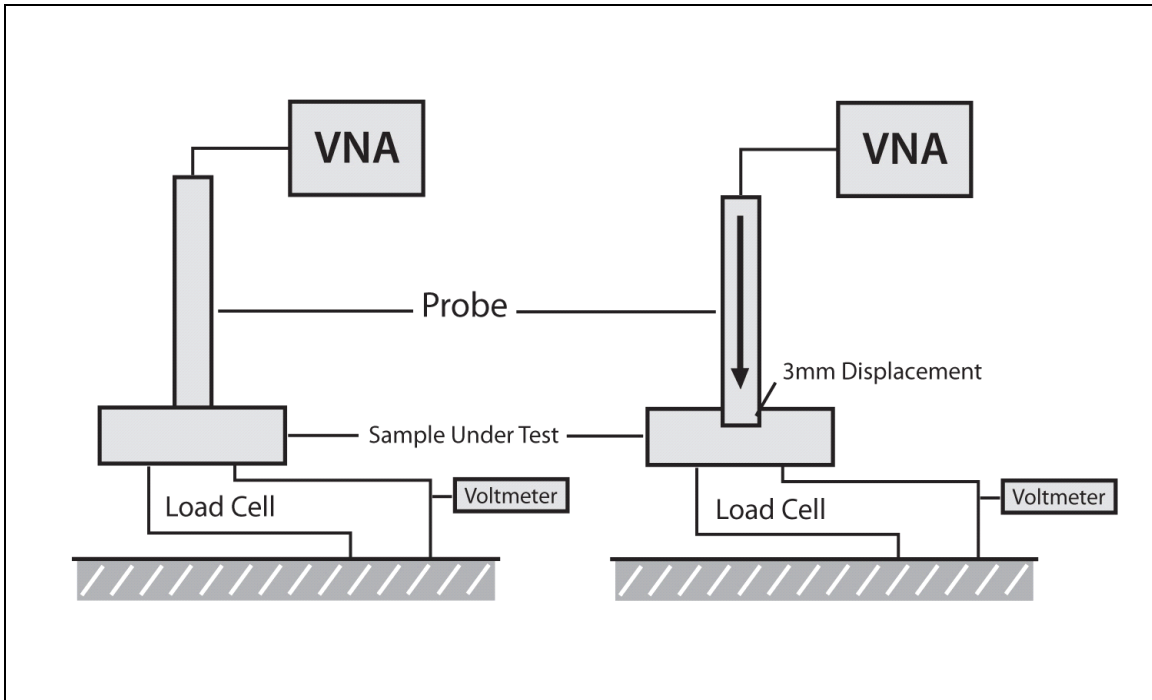 VNA
VNA
Probe
3mm Displacement
Sample Under Test
Load Cell
Voltmeter
Load Cell
Voltmeter